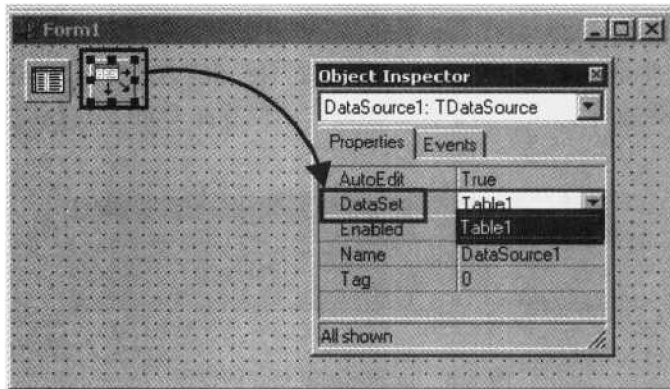 Form1
Object Inspector
DataSource1: TDataSource
Properties Events
AutoEdit True
DataSet Table1
Enabled Table1
Name DataSource1
Tag 0
All shown